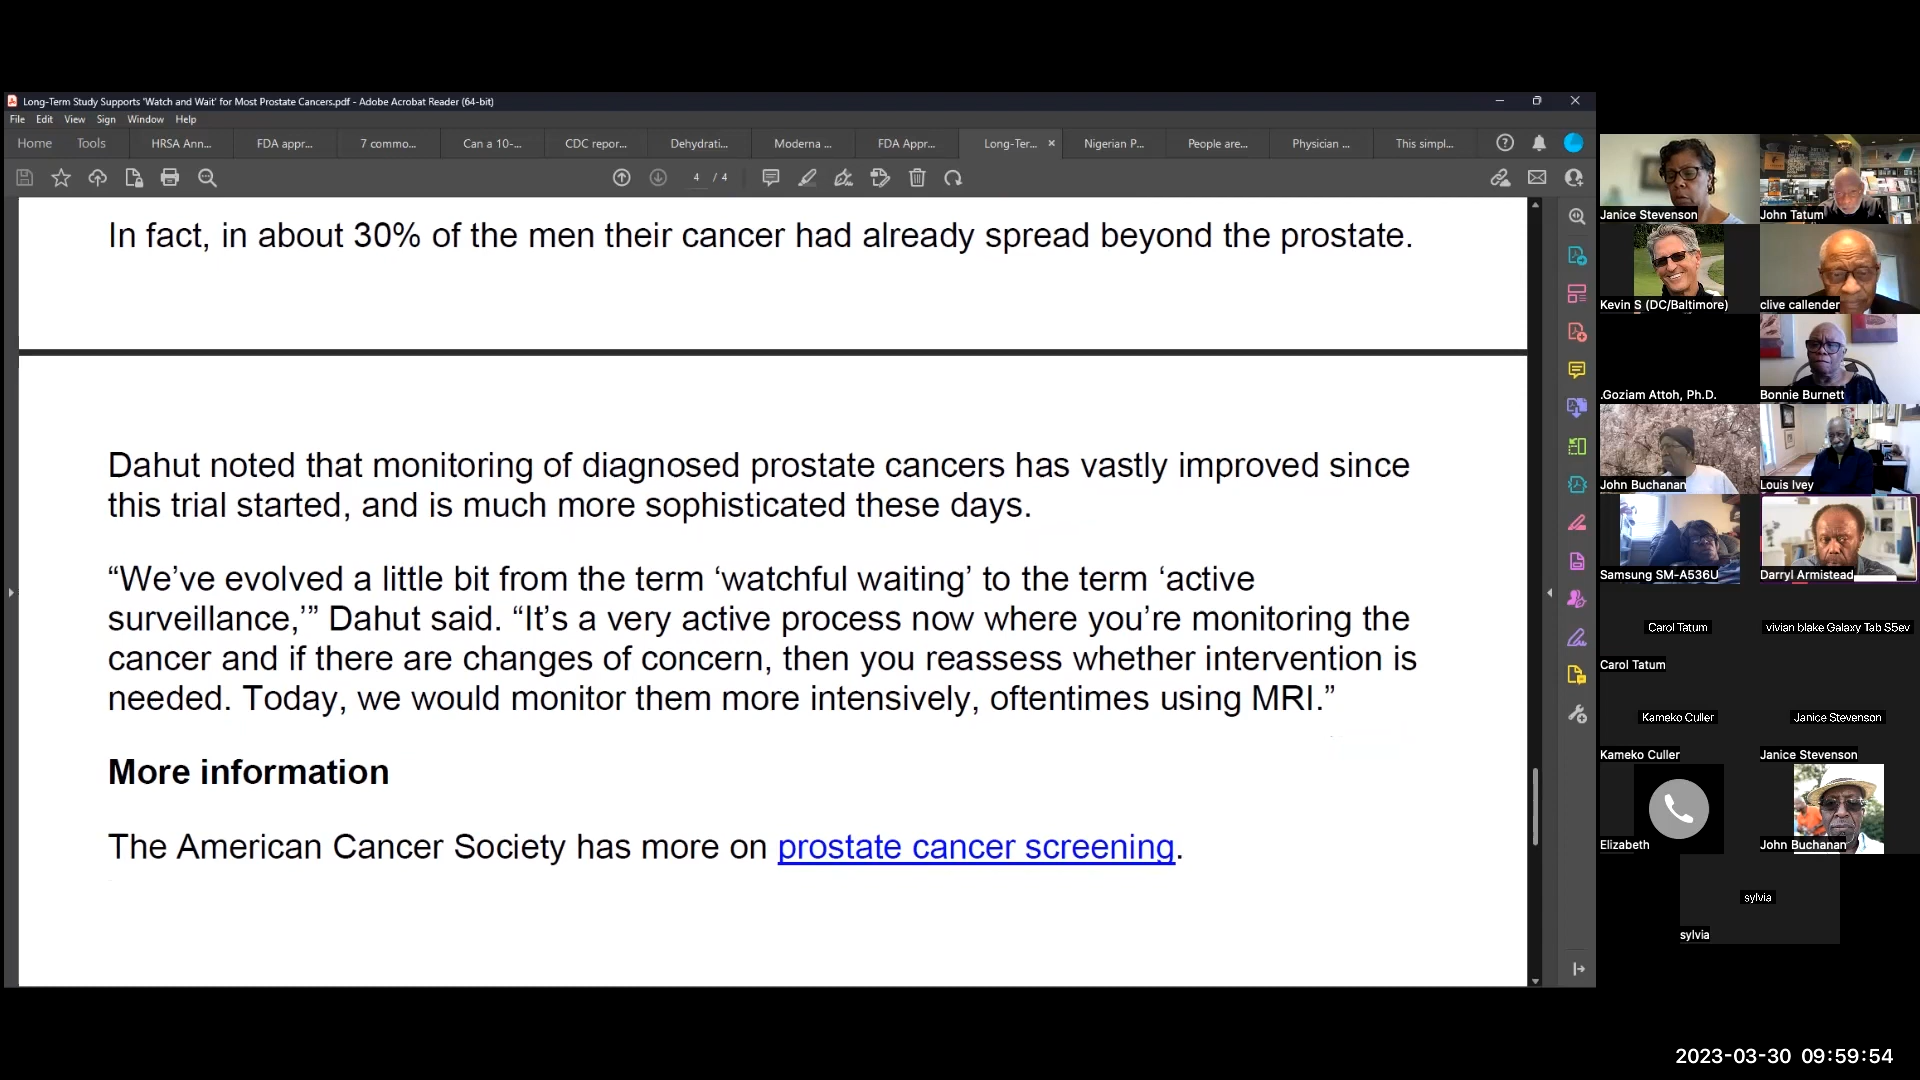 Long-Term Study Supports 'Watch and Wait' for Most Prostate Cancers.pdf - Adobe Acrobat Reader (64-bit)
File Edit View Sign Window Help
Home Tools HRSA Ann... FDA appr... 7 commo... Can a 10-... CDC repor... Dehydrati... Moderna ... FDA Appr... Long-Ter... × Nigerian P... People are... Physician ... This simpl...
4 / 4
In fact, in about 30% of the men their cancer had already spread beyond the prostate.
Dahut noted that monitoring of diagnosed prostate cancers has vastly improved since
this trial started, and is much more sophisticated these days.
“We’ve evolved a little bit from the term ‘watchful waiting’ to the term ‘active
surveillance,’” Dahut said. “It’s a very active process now where you’re monitoring the
cancer and if there are changes of concern, then you reassess whether intervention is
needed. Today, we would monitor them more intensively, oftentimes using MRI.”
More information
The American Cancer Society has more on prostate cancer screening.
Janice Stevenson
John Tatum
Kevin S (DC/Baltimore)
clive callender
.Goziam Attoh, Ph.D.
Bonnie Burnett
John Buchanan
Louis Ivey
Samsung SM-A536U
Darryl Armistead
Carol Tatum
vivian blake Galaxy Tab S5ev
Carol Tatum
Kameko Culler
Janice Stevenson
Kameko Culler
Janice Stevenson
Elizabeth
John Buchanan
sylvia
sylvia
2023-03-30 09:59:54